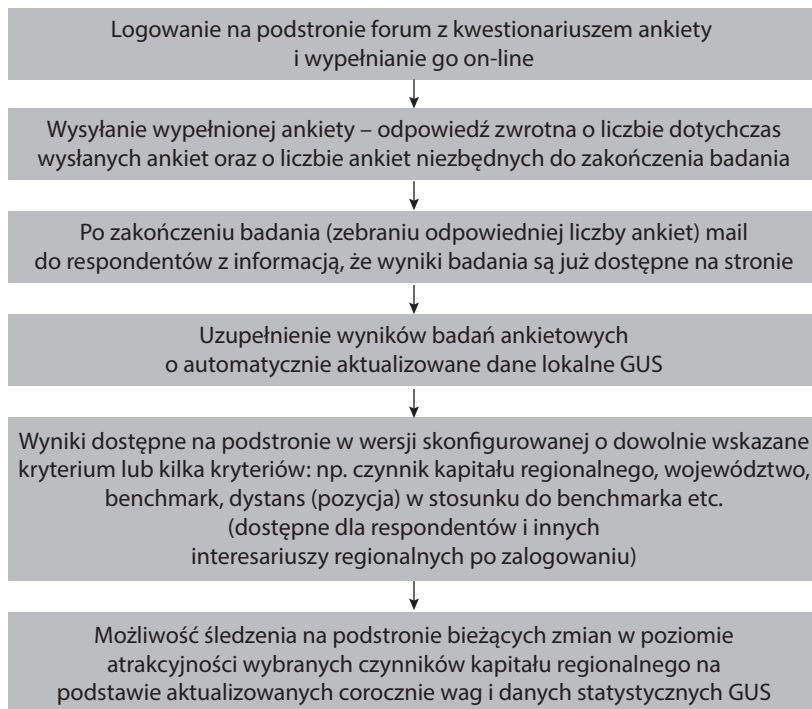 Logowanie na podstronie forum z kwestionariuszem ankiety
i wypełnianie go on-line
Wysyłanie wypełnionej ankiety – odpowiedź zwrotna o liczbie dotychczas
wysłanych ankiet oraz o liczbie ankiet niezbędnych do zakończenia badania
Po zakończeniu badania (zebraniu odpowiedniej liczby ankiet) mail
do respondentów z informacją, że wyniki badania są już dostępne na stronie
Uzupełnienie wyników badań ankietowych
o automatycznie aktualizowane dane lokalne GUS
Wyniki dostępne na podstronie w wersji skonfigurowanej o dowolnie wskazane
kryterium lub kilka kryteriów: np. czynnik kapitału regionalnego, województwo,
benchmark, dystans (pozycja) w stosunku do benchmarka etc.
(dostępne dla respondentów i innych
interesariuszy regionalnych po zalogowaniu)
Możliwość śledzenia na podstronie bieżących zmian w poziomie
atrakcyjności wybranych czynników kapitału regionalnego na
podstawie aktualizowanych corocznie wag i danych statystycznych GUS